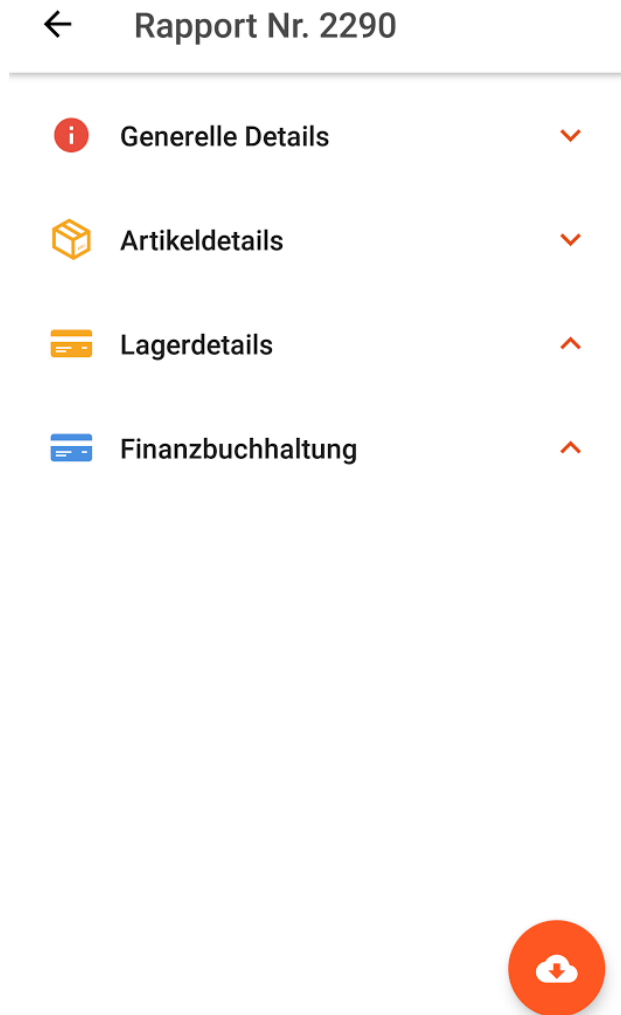 Rapport Nr. 2290
Generelle Details
Artikeldetails
Lagerdetails
Finanzbuchhaltung